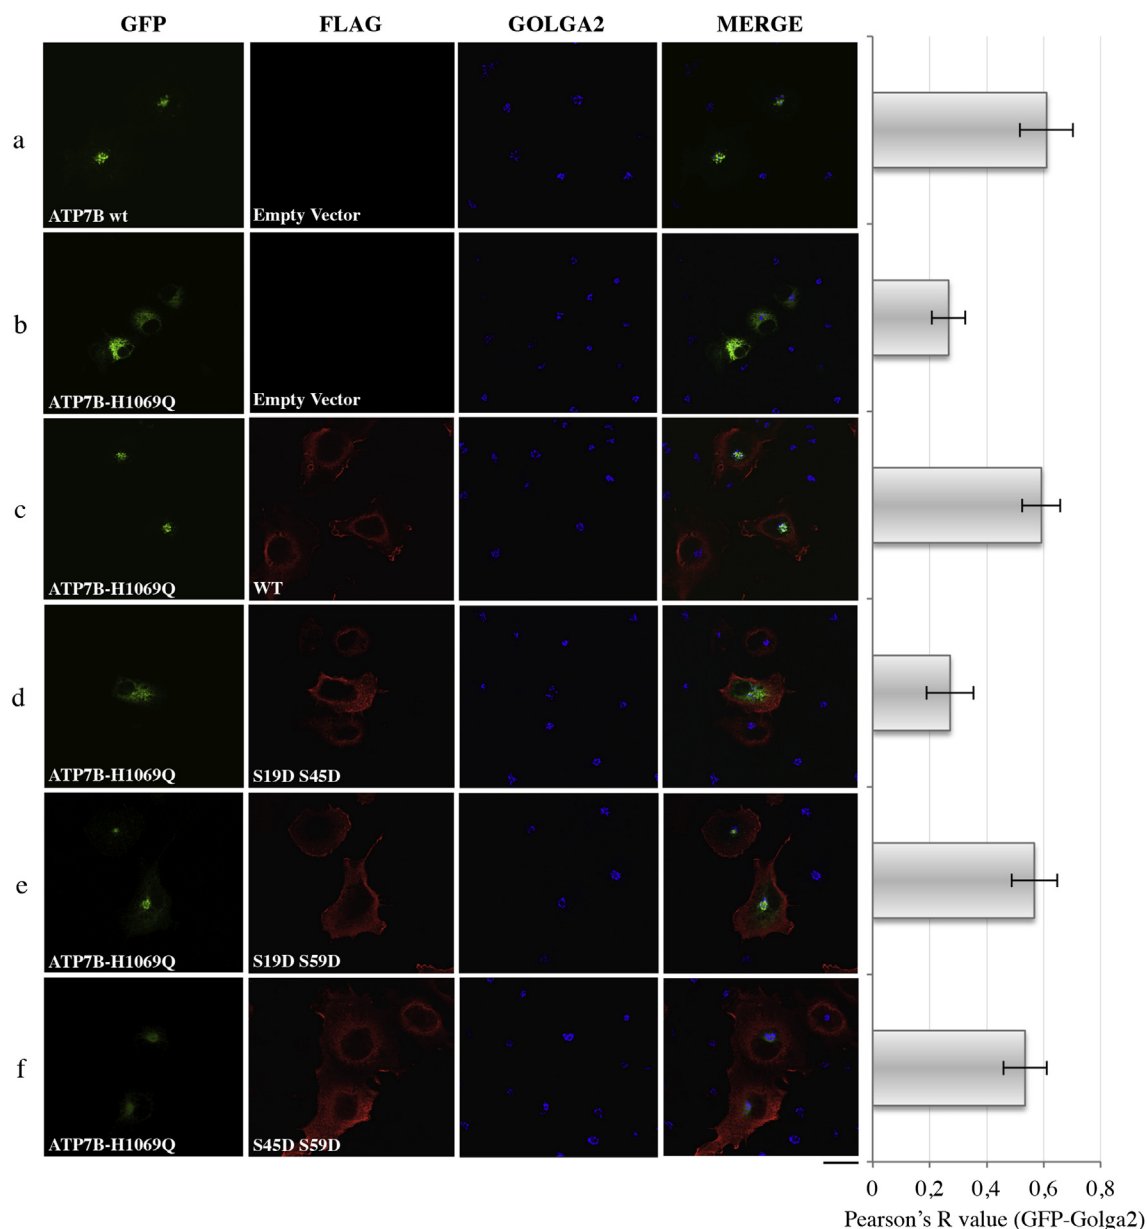 GFP FLAG GOLGA2 MERGE
a
ATP7B wt Empty Vector
b
ATP7B-H1069Q Empty Vector
c
ATP7B-H1069Q WT
d
ATP7B-H1069Q S19D S45D
e
ATP7B-H1069Q S19D S59D
f
ATP7B-H1069Q S45D S59D
0 0,2 0,4 0,6 0,8
Pearson's R value (GFP-Golga2)